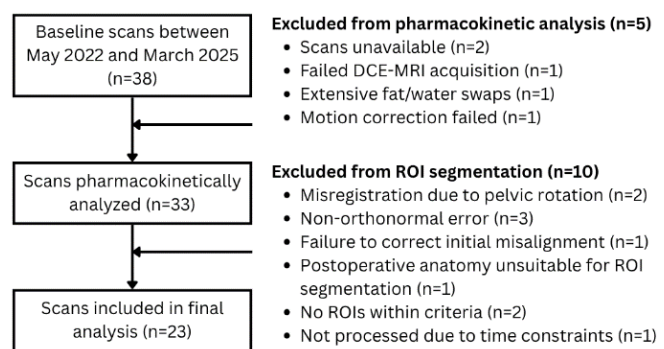 Baseline scans between
May 2022 and March 2025
(n=38)
Excluded from pharmacokinetic analysis (n=5)
• Scans unavailable (n=2)
• Failed DCE-MRI acquisition (n=1)
• Extensive fat/water swaps (n=1)
• Motion correction failed (n=1)
Scans pharmacokinetically
analyzed (n=33)
Excluded from ROI segmentation (n=10)
• Misregistration due to pelvic rotation (n=2)
• Non-orthonormal error (n=3)
• Failure to correct initial misalignment (n=1)
• Postoperative anatomy unsuitable for ROI
segmentation (n=1)
• No ROIs within criteria (n=2)
• Not processed due to time constraints (n=1)
Scans included in final
analysis (n=23)